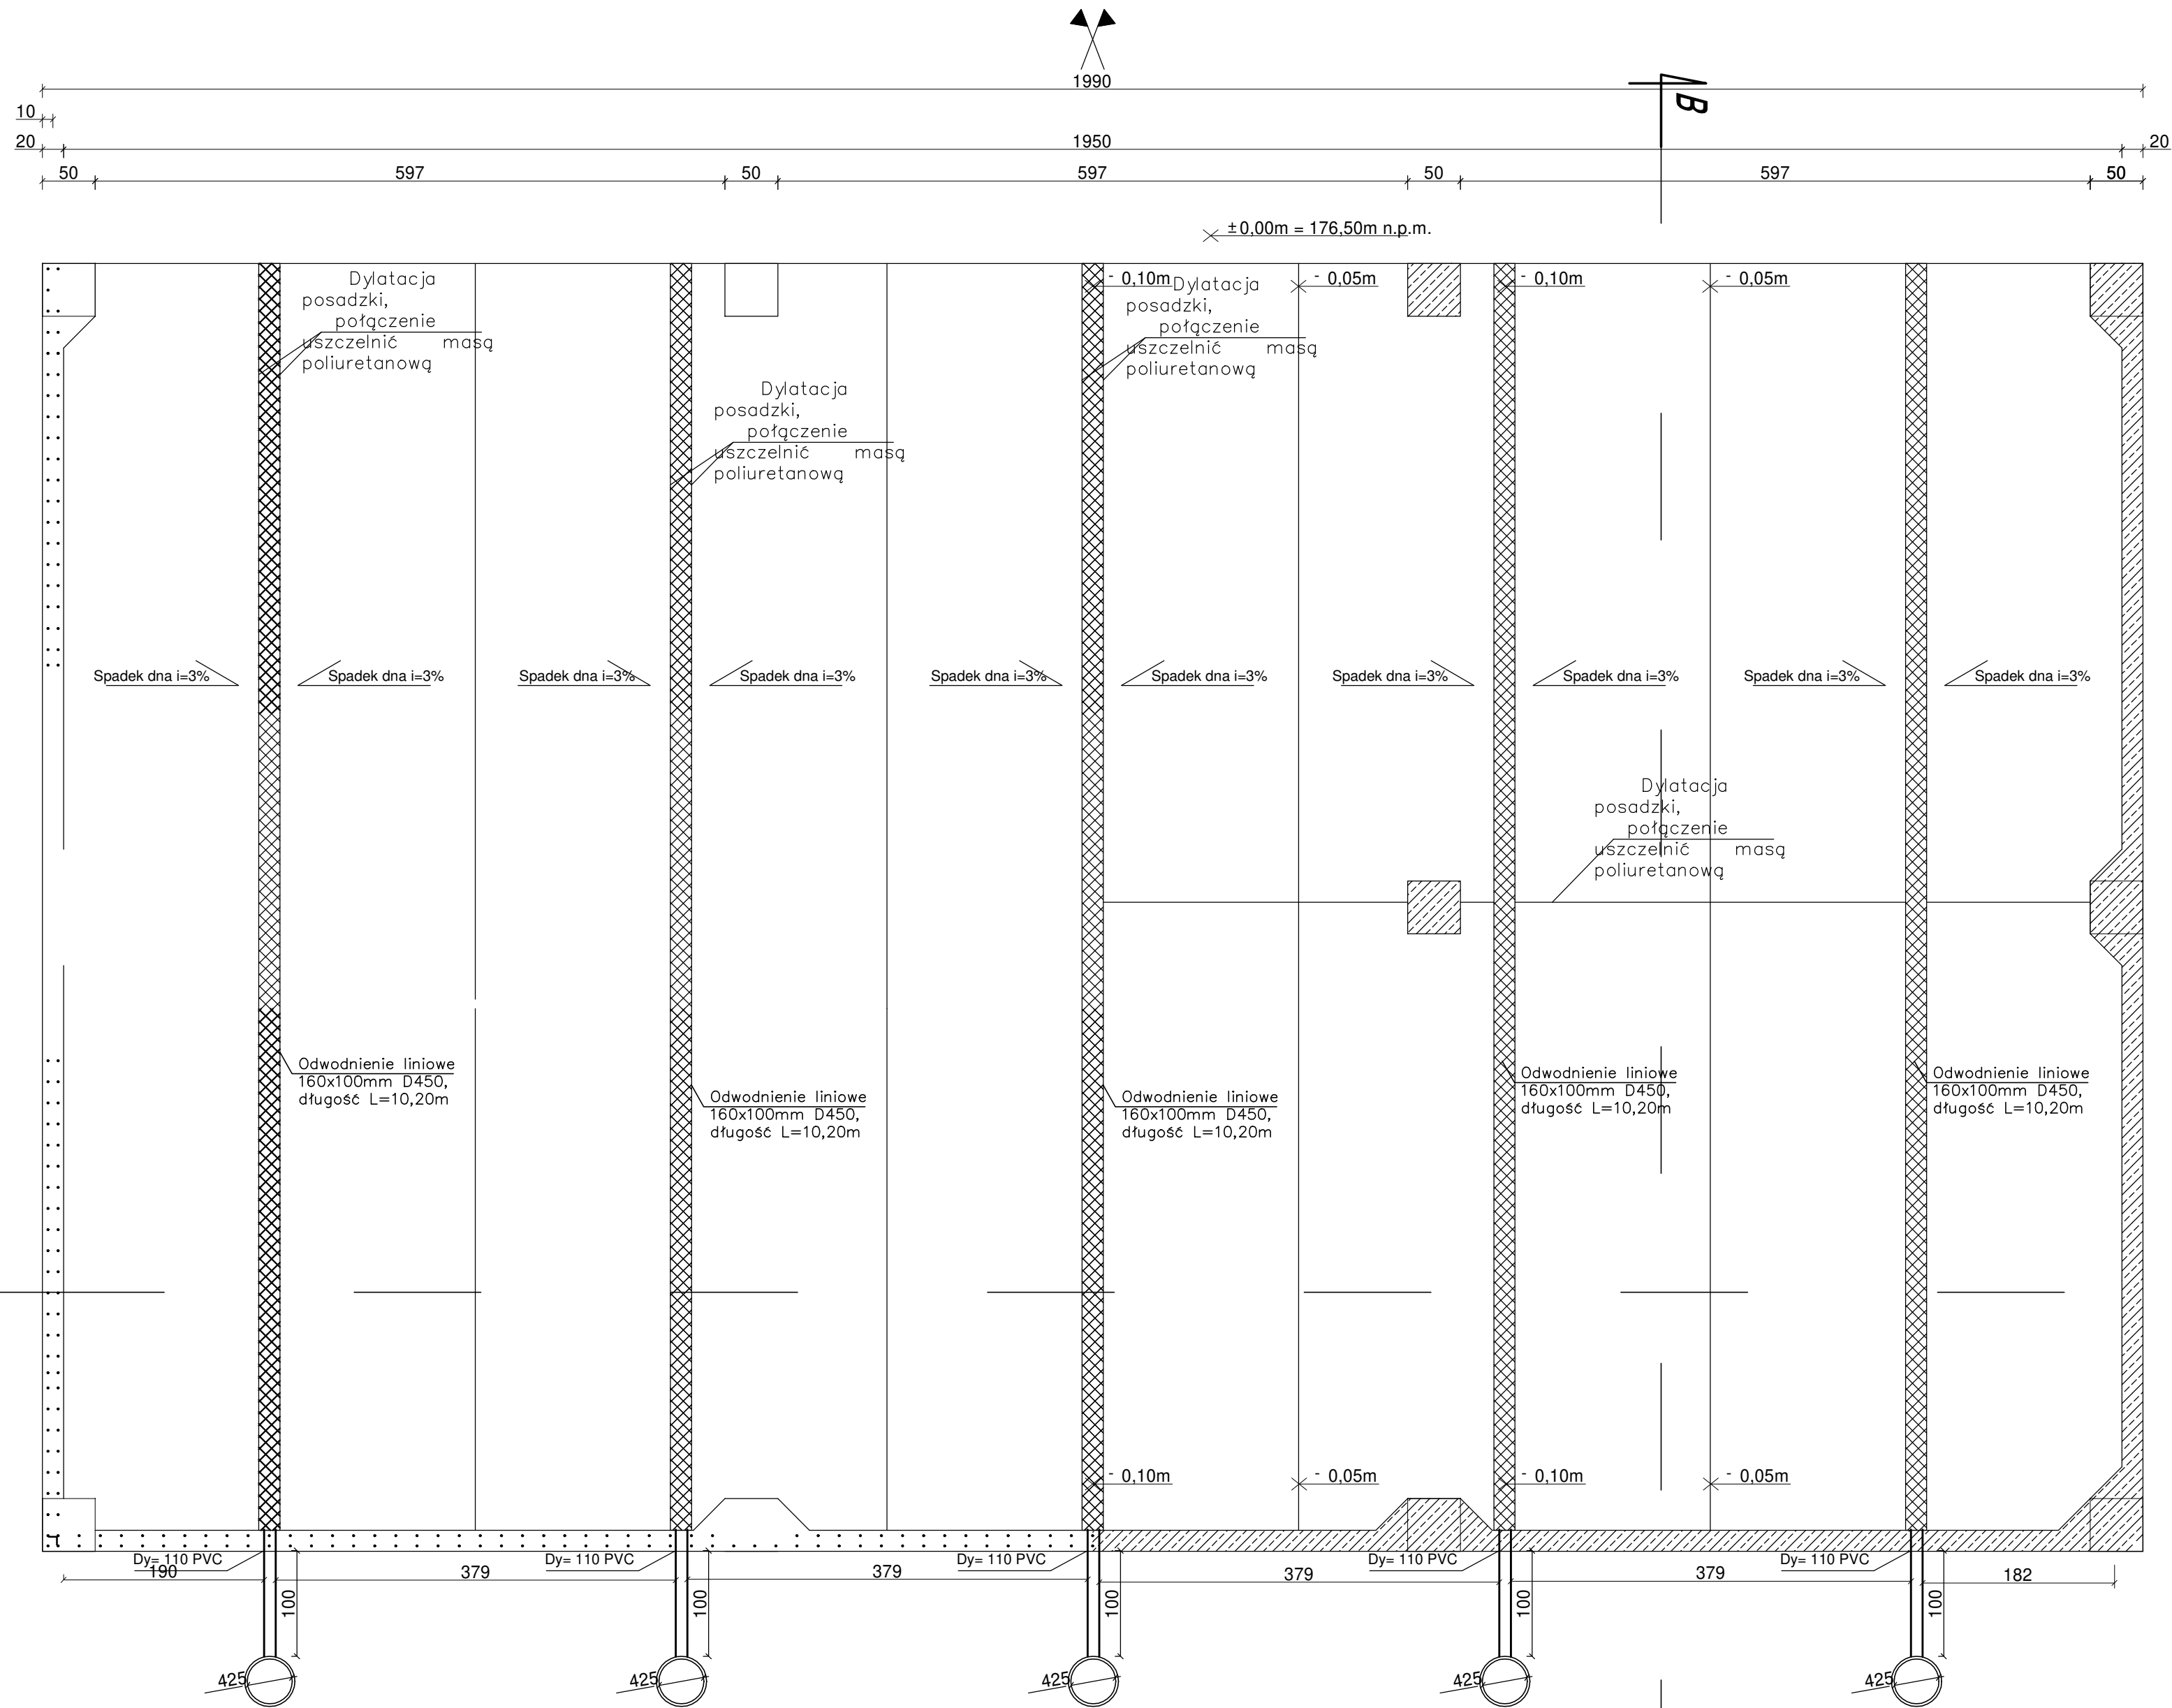 1990
10
20
1950
20
50
597
50
597
50
597
50
B
±0,00m = 176,50m n.p.m.
Dylatacja
posadzki,
połączenie
uszczelnić masą
poliuretanową
- 0,10m
Dylatacja
posadzki,
połączenie
uszczelnić masą
poliuretanową
- 0,05m
- 0,10m
- 0,05m
Dylatacja
posadzki,
połączenie
uszczelnić masą
poliuretanową
Spadek dna i=3%
Spadek dna i=3%
Spadek dna i=3%
Spadek dna i=3%
Spadek dna i=3%
Spadek dna i=3%
Spadek dna i=3%
Spadek dna i=3%
Spadek dna i=3%
Spadek dna i=3%
Dylatacja
posadzki,
połączenie
uszczelnić masą
poliuretanową
Odwodnienie liniowe
160x100mm D450,
długość L=10,20m
Odwodnienie liniowe
160x100mm D450,
długość L=10,20m
Odwodnienie liniowe
160x100mm D450,
długość L=10,20m
Odwodnienie liniowe
160x100mm D450,
długość L=10,20m
Odwodnienie liniowe
160x100mm D450,
długość L=10,20m
- 0,10m
- 0,05m
- 0,10m
- 0,05m
Dy= 110 PVC
Dy= 110 PVC
Dy= 110 PVC
Dy= 110 PVC
Dy= 110 PVC
190
379
379
379
379
182
100
100
100
100
100
425
425
425
425
425